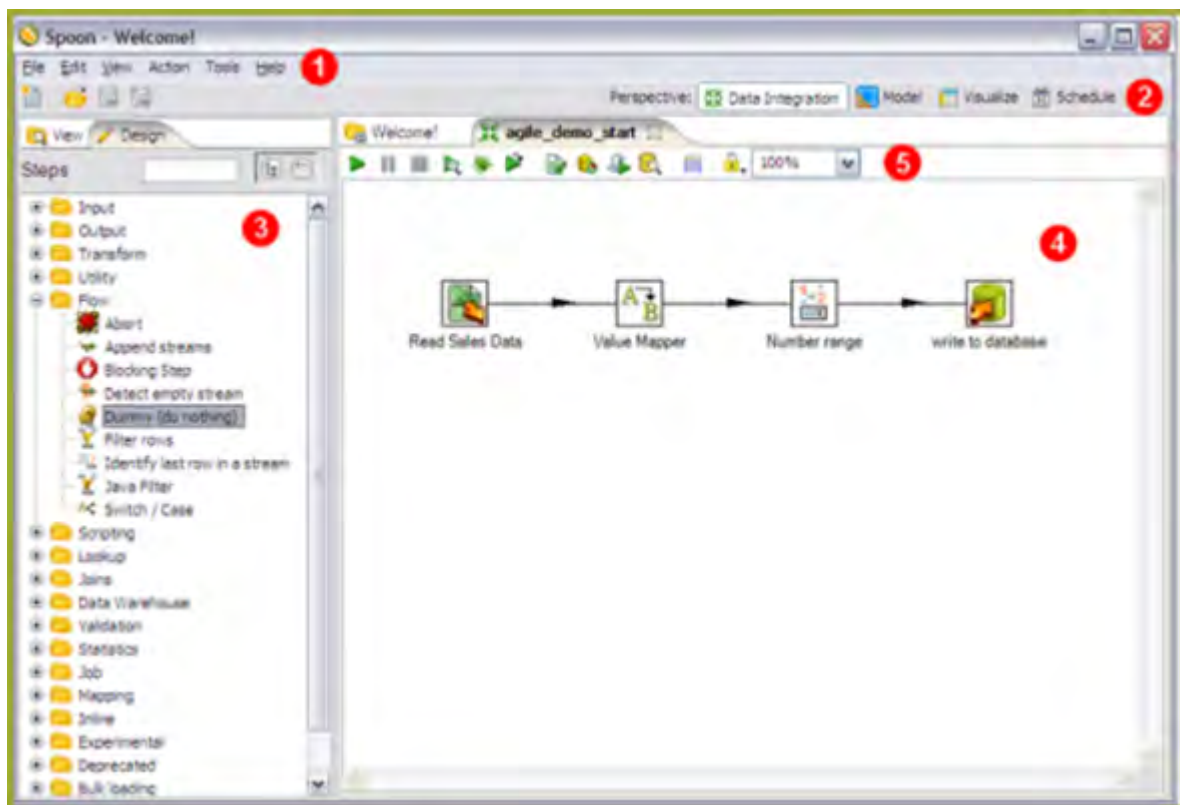 Spoon - Welcome!
File Edit View Action Tools Help 1
Perspective: Data Integration Model Visualize Schedule 2
View Design
Welcome! agile_demo_start
Steps
100% 5
Input
Output 3
Transform
Utility
Flow
Abort
Append streams
Blocking Step
Detect empty stream
Dummy (do nothing)
Filter rows
Identify last row in a stream
Java Filter
Switch / Case
Scripting
Lookup
Joins
Data Warehouse
Validation
Statistics
Job
Mapping
Inline
Experimental
Deprecated
Bulk loading
4
A B
Read Sales Data Value Mapper Number range write to database